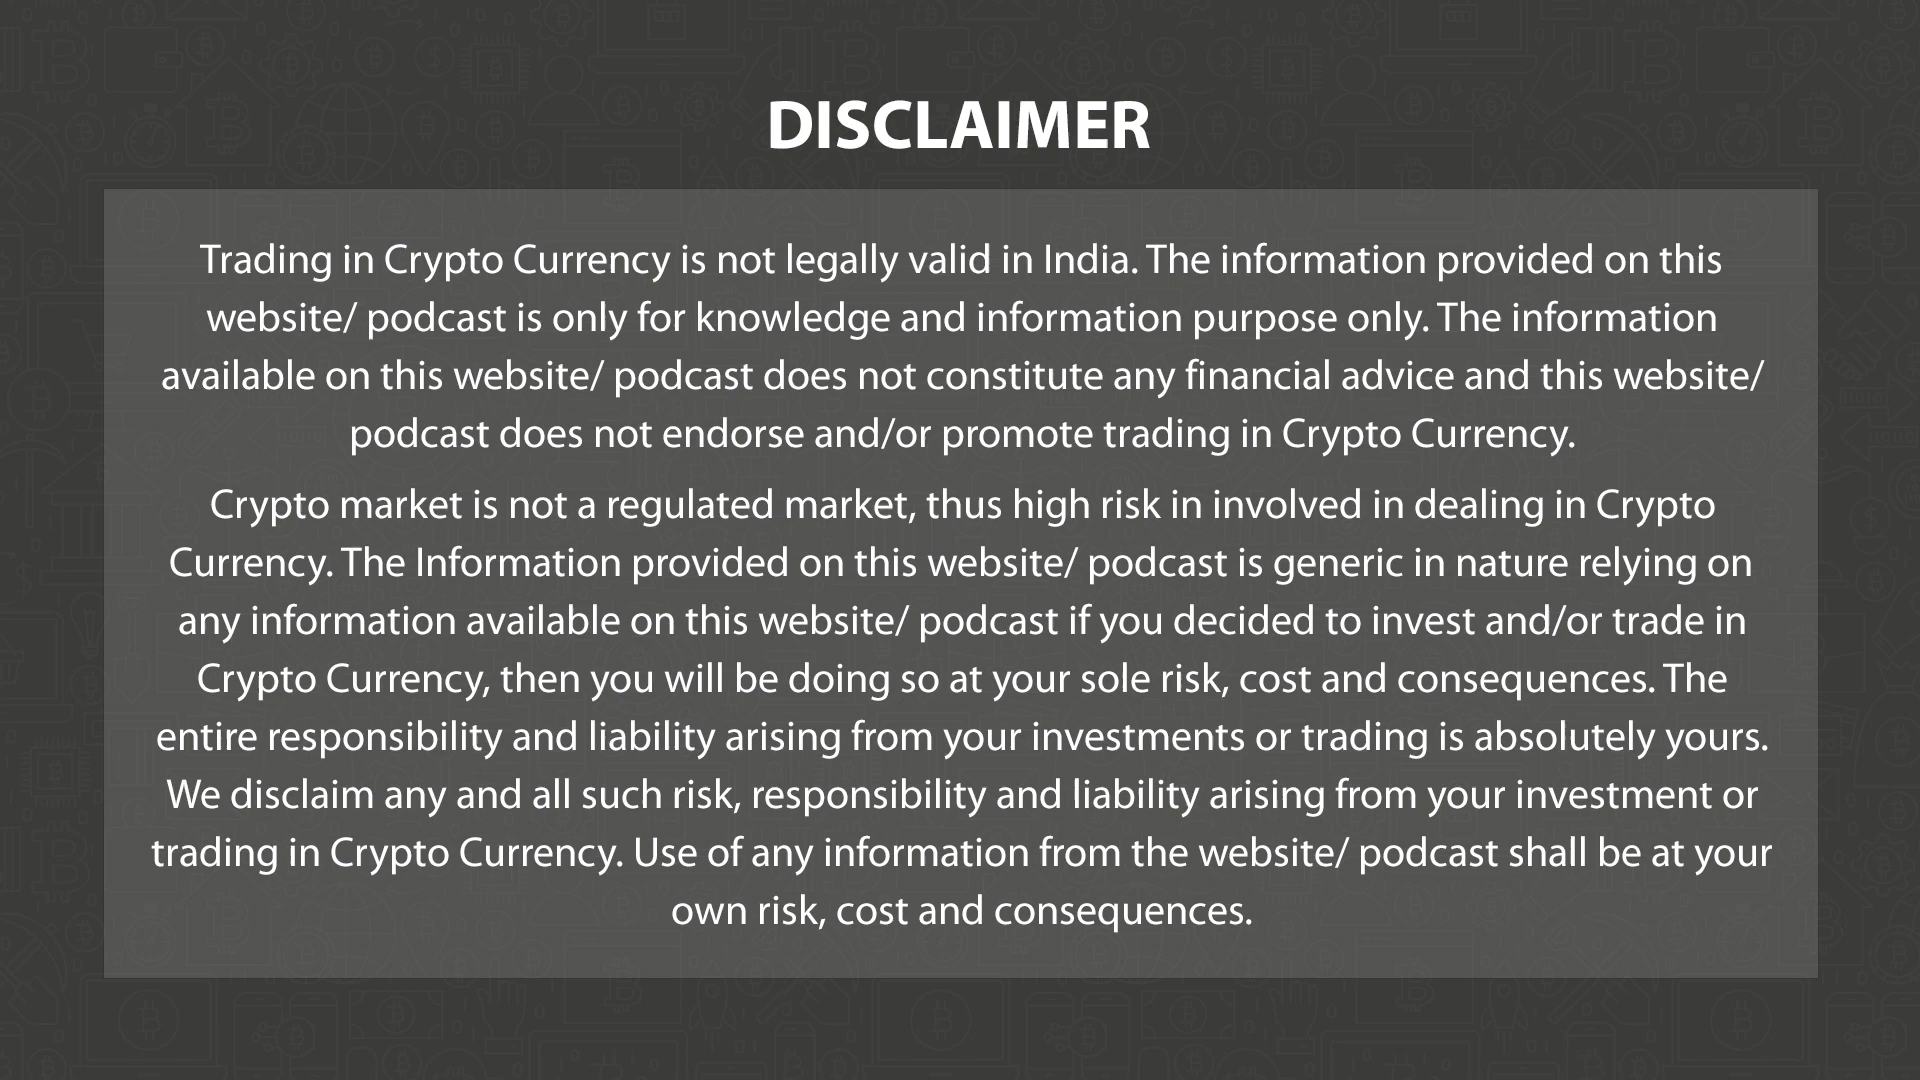 DISCLAIMER
Trading in Crypto Currency is not legally valid in India. The information provided on this
website/ podcast is only for knowledge and information purpose only. The information
available on this website/ podcast does not constitute any financial advice and this website/
podcast does not endorse and/or promote trading in Crypto Currency.
Crypto market is not a regulated market, thus high risk in involved in dealing in Crypto
Currency. The Information provided on this website/ podcast is generic in nature relying on
any information available on this website/ podcast if you decided to invest and/or trade in
Crypto Currency, then you will be doing so at your sole risk, cost and consequences. The
entire responsibility and liability arising from your investments or trading is absolutely yours.
We disclaim any and all such risk, responsibility and liability arising from your investment or
trading in Crypto Currency. Use of any information from the website/ podcast shall be at your
own risk, cost and consequences.